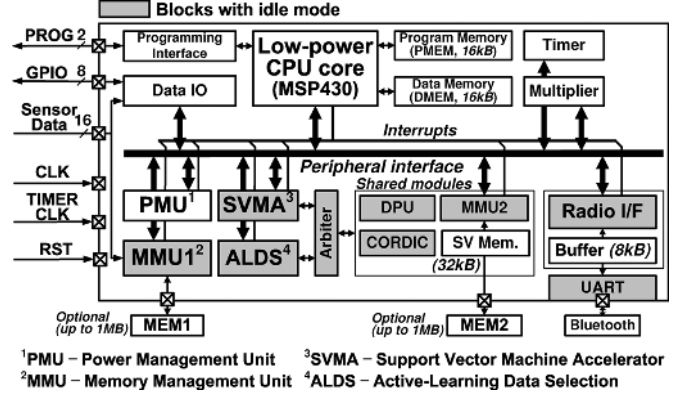 Blocks with idle mode
PROG 2
Programming Interface
Low-power CPU core (MSP430)
Program Memory (PMEM, 16kB)
Timer
GPIO 8
Data IO
Data Memory (DMEM, 16kB)
Multiplier
Sensor Data 16
Interrupts
Peripheral interface
CLK
Shared modules
TIMER CLK
PMU1
SVMA3
Arbiter
DPU
MMU2
Radio I/F
RST
MMU12
ALDS4
CORDIC
SV Mem.
(32kB)
Buffer (8kB)
UART
Optional (up to 1MB)
MEM1
Optional (up to 1MB)
MEM2
Bluetooth
1PMU – Power Management Unit
3SVMA – Support Vector Machine Accelerator
2MMU – Memory Management Unit
4ALDS – Active-Learning Data Selection